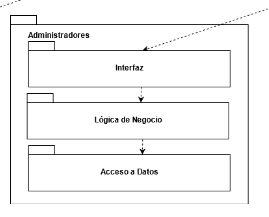 Administradores
Interfaz
Lógica de Negocio
Acceso a Datos